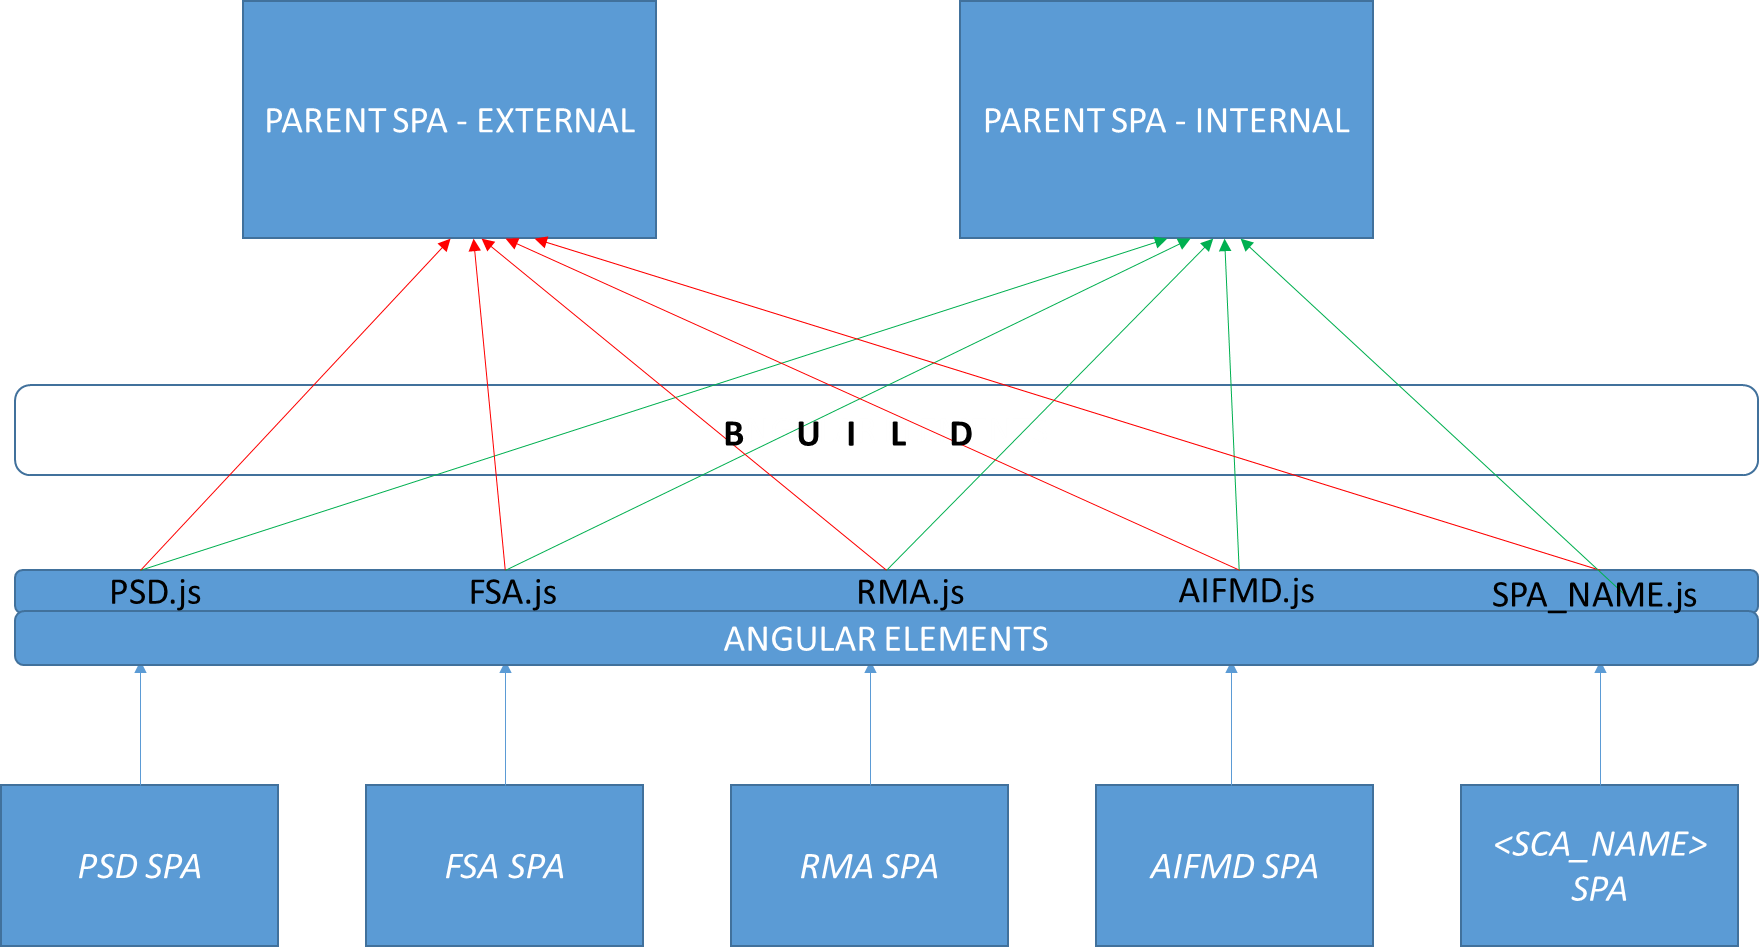 PARENT SPA - EXTERNAL
PARENT SPA - INTERNAL
B U I L D
PSD.js
FSA.js
RMA.js
AIFMD.js
SPA_NAME.js
ANGULAR ELEMENTS
PSD SPA
FSA SPA
RMA SPA
AIFMD SPA
<SCA_NAME>
SPA